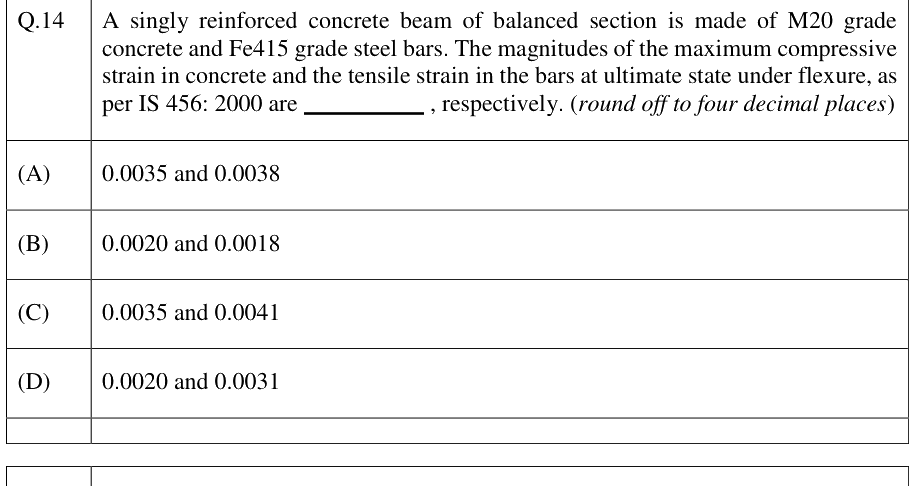 Q.14 A singly reinforced concrete beam of balanced section is made of M20 grade
concrete and Fe415 grade steel bars. The magnitudes of the maximum compressive
strain in concrete and the tensile strain in the bars at ultimate state under flexure, as
per IS 456: 2000 are __________ , respectively. (round off to four decimal places)
(A) 0.0035 and 0.0038
(B) 0.0020 and 0.0018
(C) 0.0035 and 0.0041
(D) 0.0020 and 0.0031